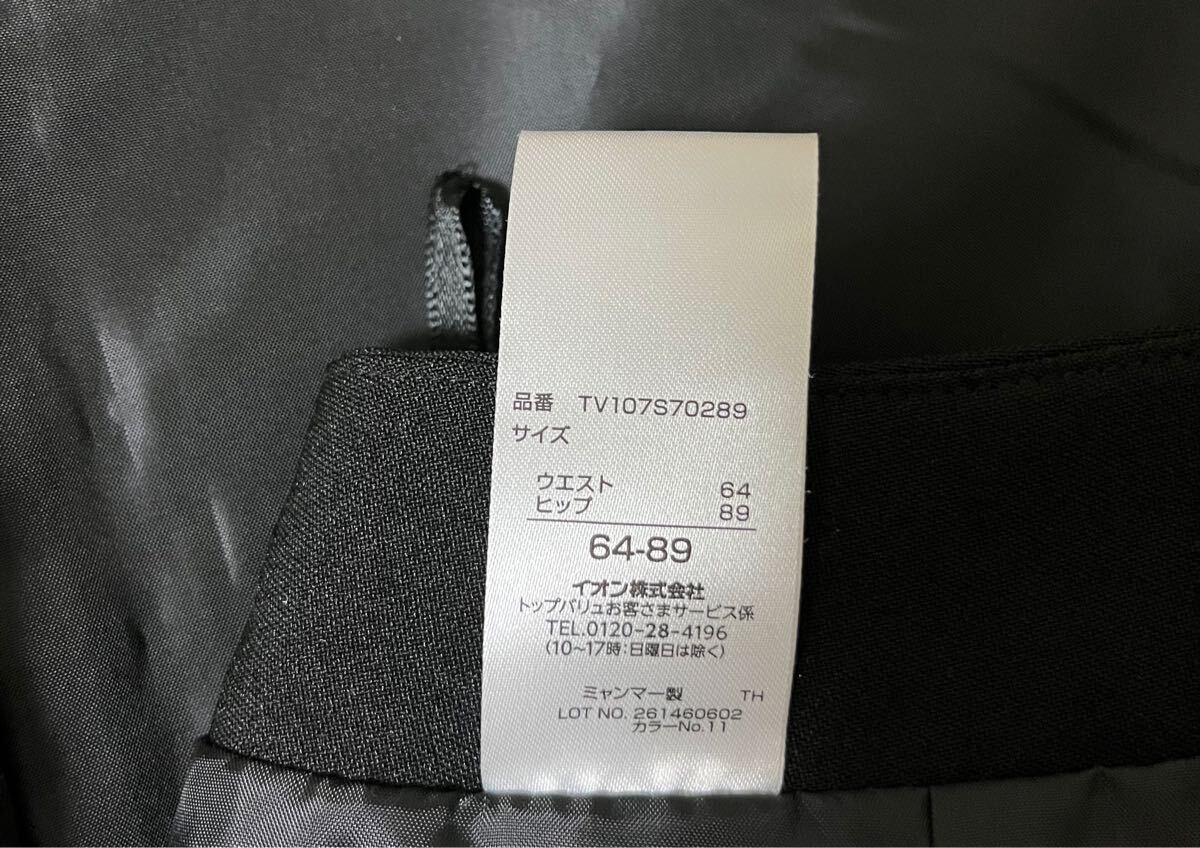 品番 TV107S70289
サイズ
ウエスト 64
ヒップ 89
64-89
イオン株式会社
トップバリュお客さまサービス係
TEL.0120-28-4196
(10~17時:日曜日は除く)
ミャンマー製 TH
LOT NO. 261460602
カラーNo.11